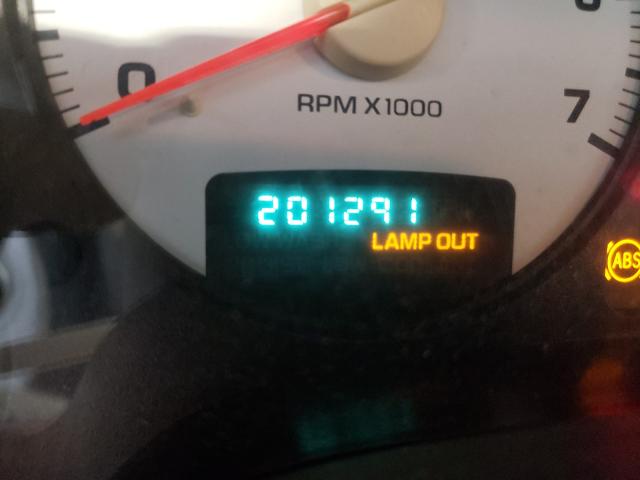 0
RPM X1000
7
201291
LAMP OUT
ABS